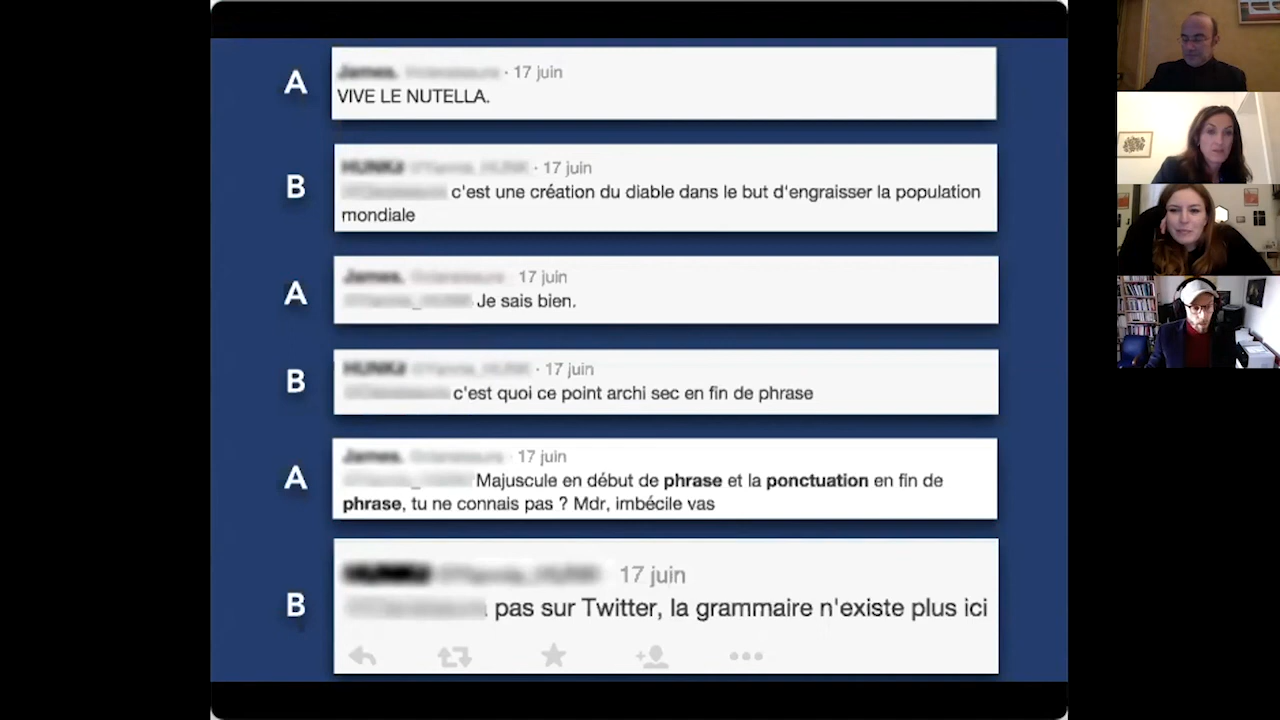 A
James. · 17 juin
VIVE LE NUTELLA.
B
· 17 juin
c'est une création du diable dans le but d'engraisser la population
mondiale
A
James. 17 juin
Je sais bien.
B
· 17 juin
c'est quoi ce point archi sec en fin de phrase
A
James. · 17 juin
Majuscule en début de phrase et la ponctuation en fin de
phrase, tu ne connais pas ? Mdr, imbécile vas
B
17 juin
pas sur Twitter, la grammaire n'existe plus ici